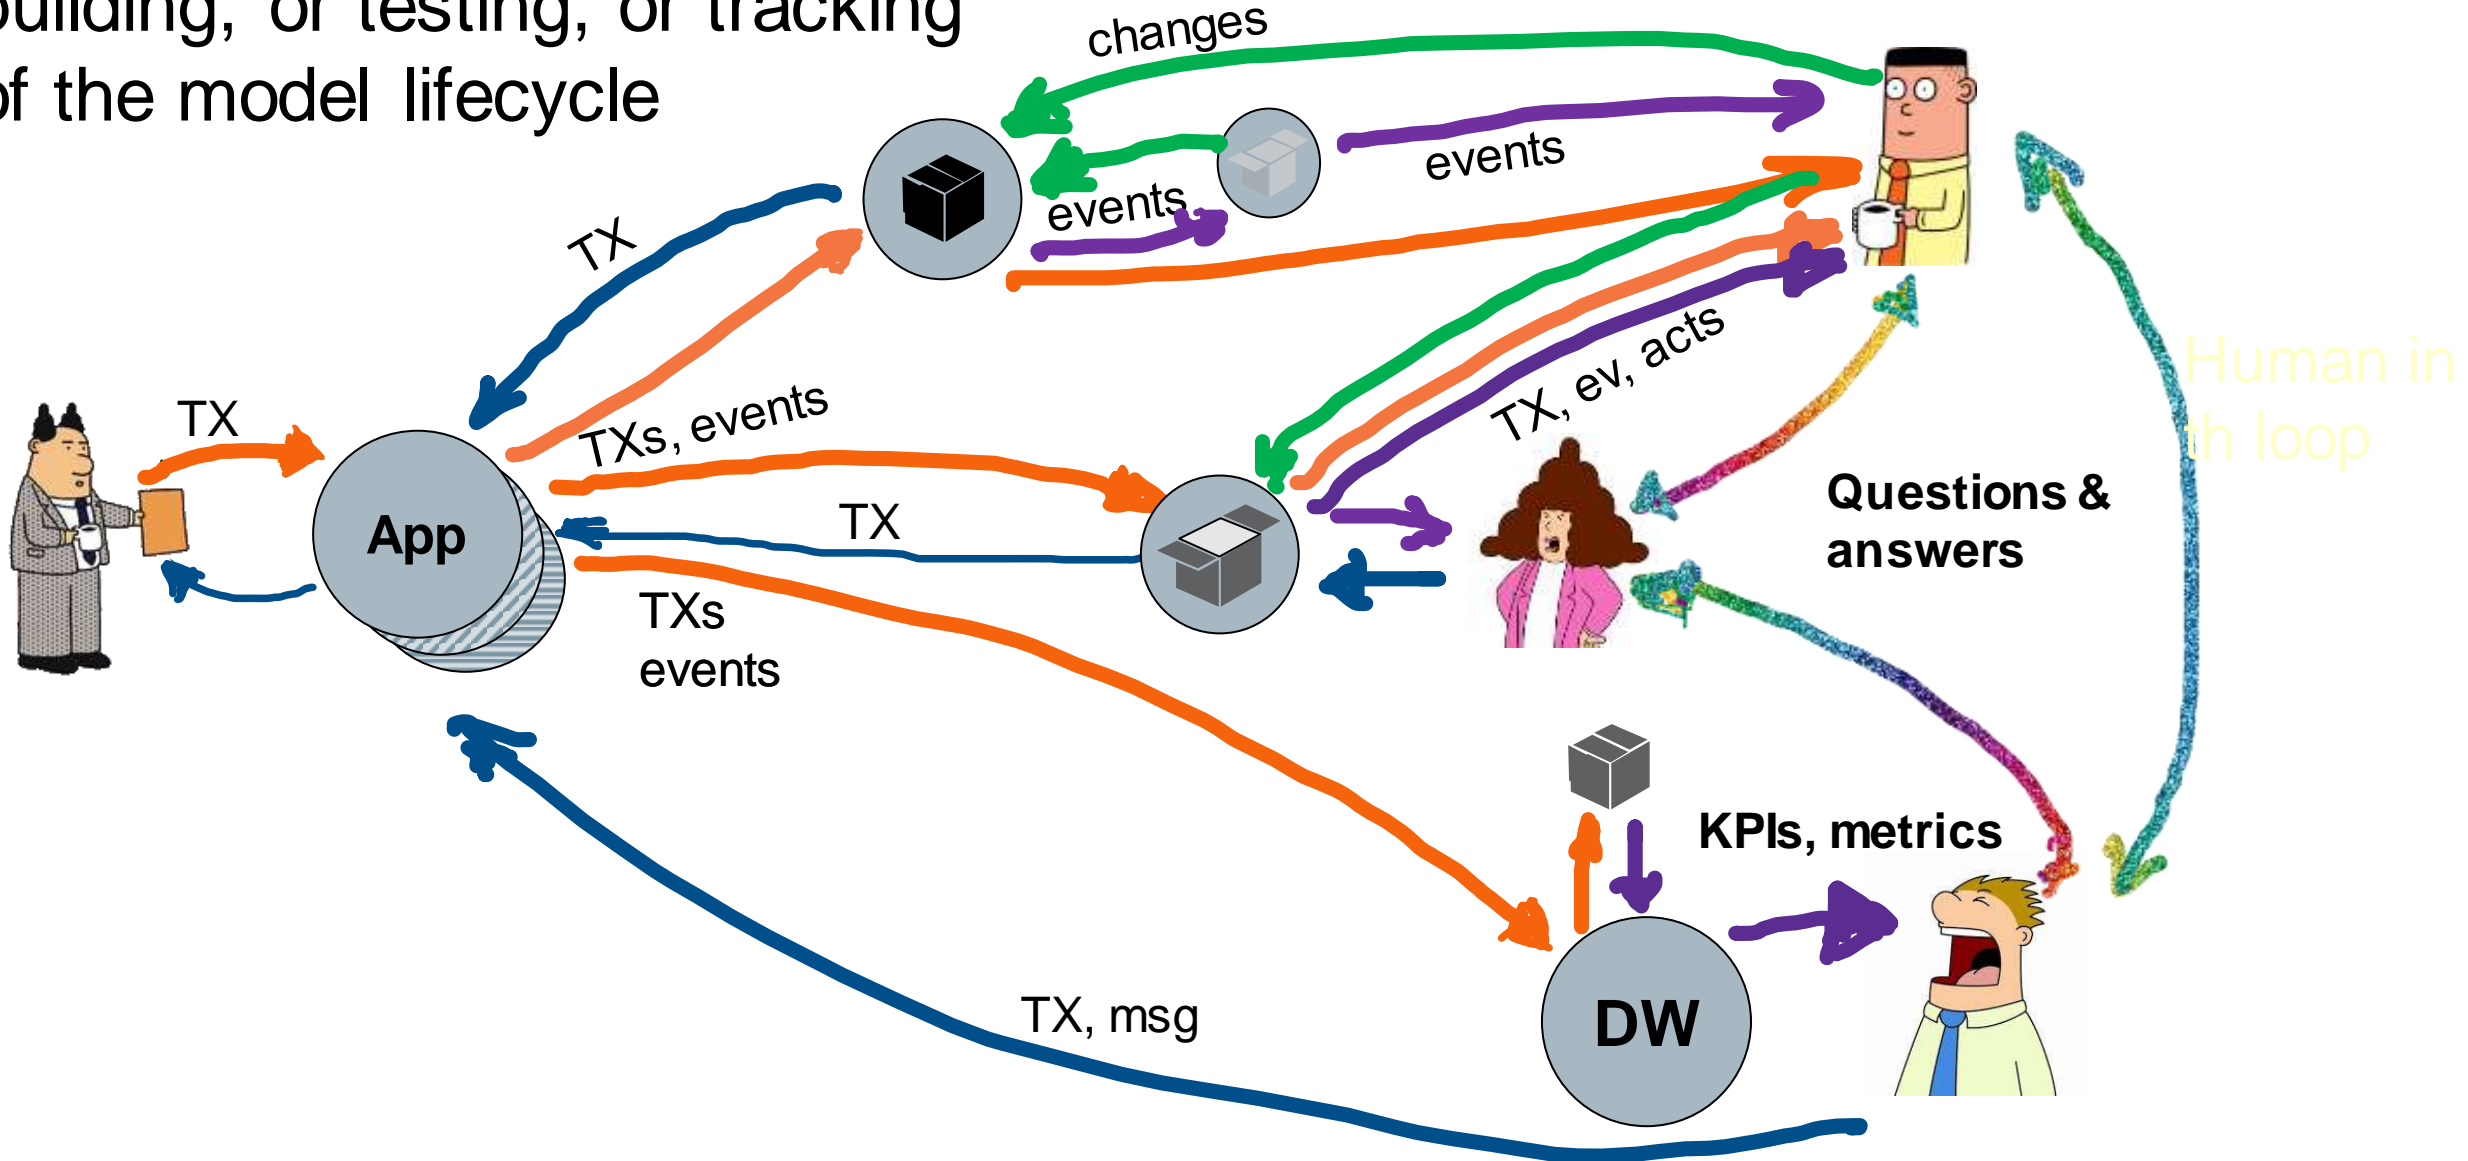 building, or testing, or tracking
of the model lifecycle
changes
events
events
TX
TX
TXs, events
TX, ev, acts
Human in
th loop
Questions &
answers
App
TX
TXs
events
KPIs, metrics
TX, msg
DW